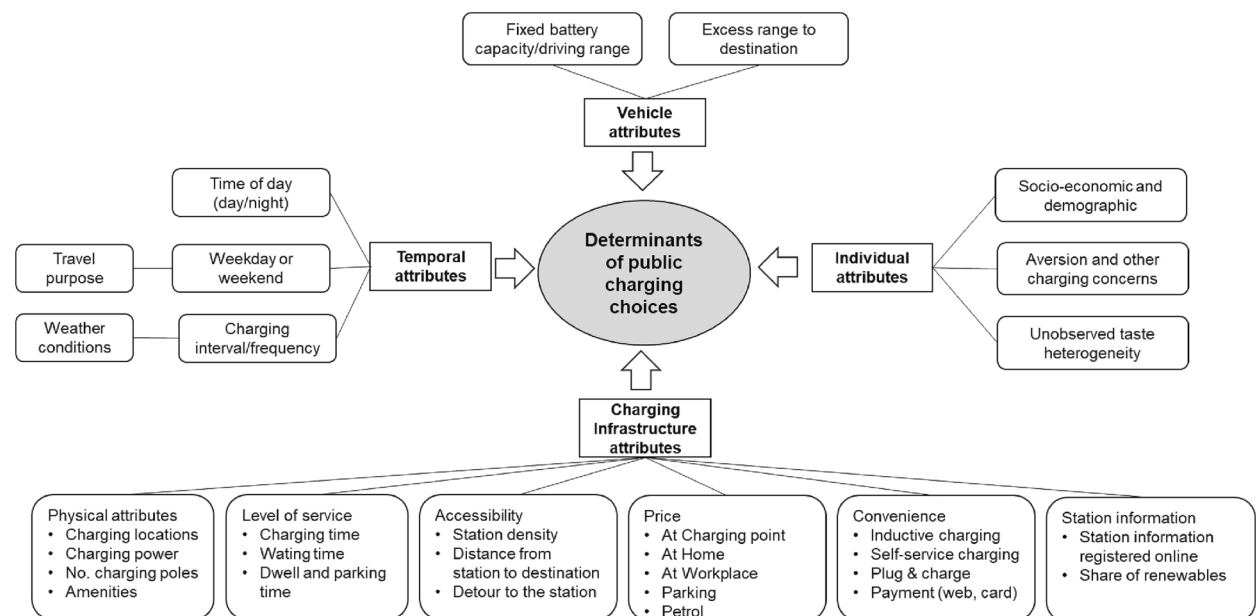 Fixed battery
capacity/driving range
Excess range to
destination
Vehicle
attributes
Time of day
(day/night)
Travel
purpose
Weekday or
weekend
Weather
conditions
Charging
interval/frequency
Temporal
attributes
Determinants
of public
charging
choices
Individual
attributes
Socio-economic and
demographic
Aversion and other
charging concerns
Unobserved taste
heterogeneity
Charging
Infrastructure
attributes
Physical attributes
• Charging locations
• Charging power
• No. charging poles
• Amenities
Level of service
• Charging time
• Wating time
• Dwell and parking
time
Accessibility
• Station density
• Distance from
station to destination
• Detour to the station
Price
• At Charging point
• At Home
• At Workplace
• Parking
• Petrol
Convenience
• Inductive charging
• Self-service charging
• Plug & charge
• Payment (web, card)
Station information
• Station information
registered online
• Share of renewables